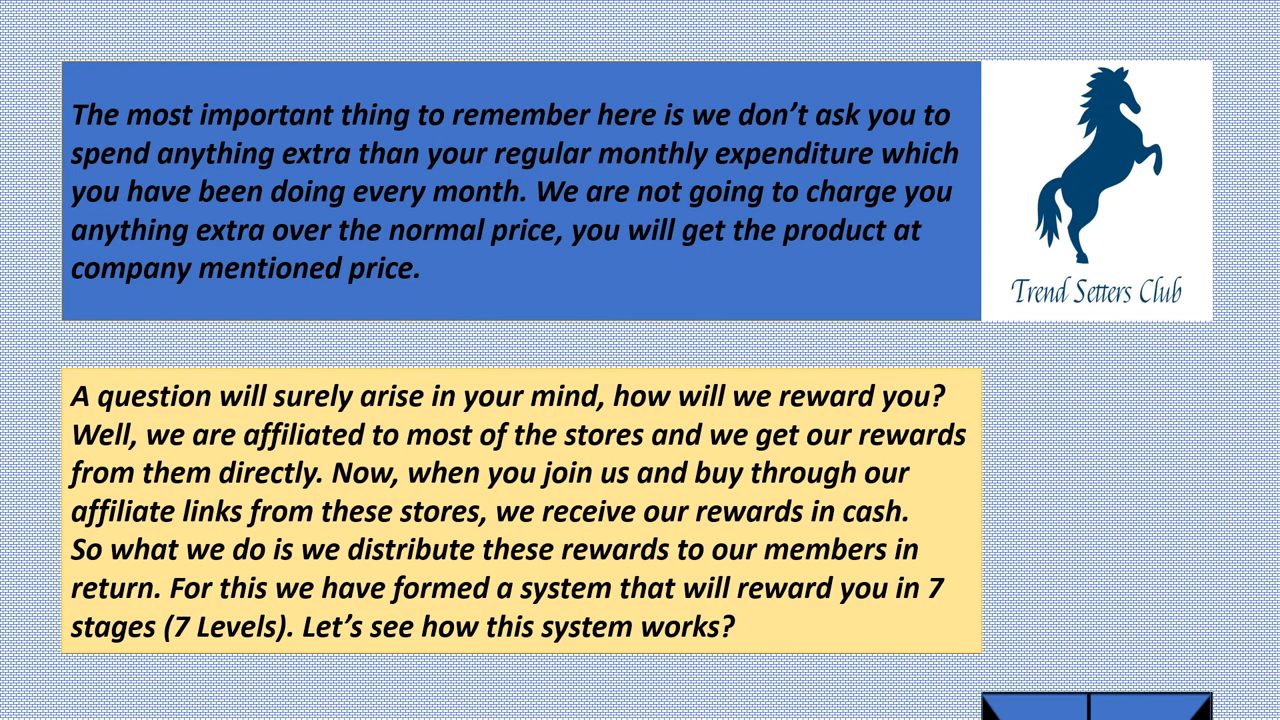 The most important thing to remember here is we don’t ask you to
spend anything extra than your regular monthly expenditure which
you have been doing every month. We are not going to charge you
anything extra over the normal price, you will get the product at
company mentioned price.
Trend Setters Club
A question will surely arise in your mind, how will we reward you?
Well, we are affiliated to most of the stores and we get our rewards
from them directly. Now, when you join us and buy through our
affiliate links from these stores, we receive our rewards in cash.
So what we do is we distribute these rewards to our members in
return. For this we have formed a system that will reward you in 7
stages (7 Levels). Let’s see how this system works?